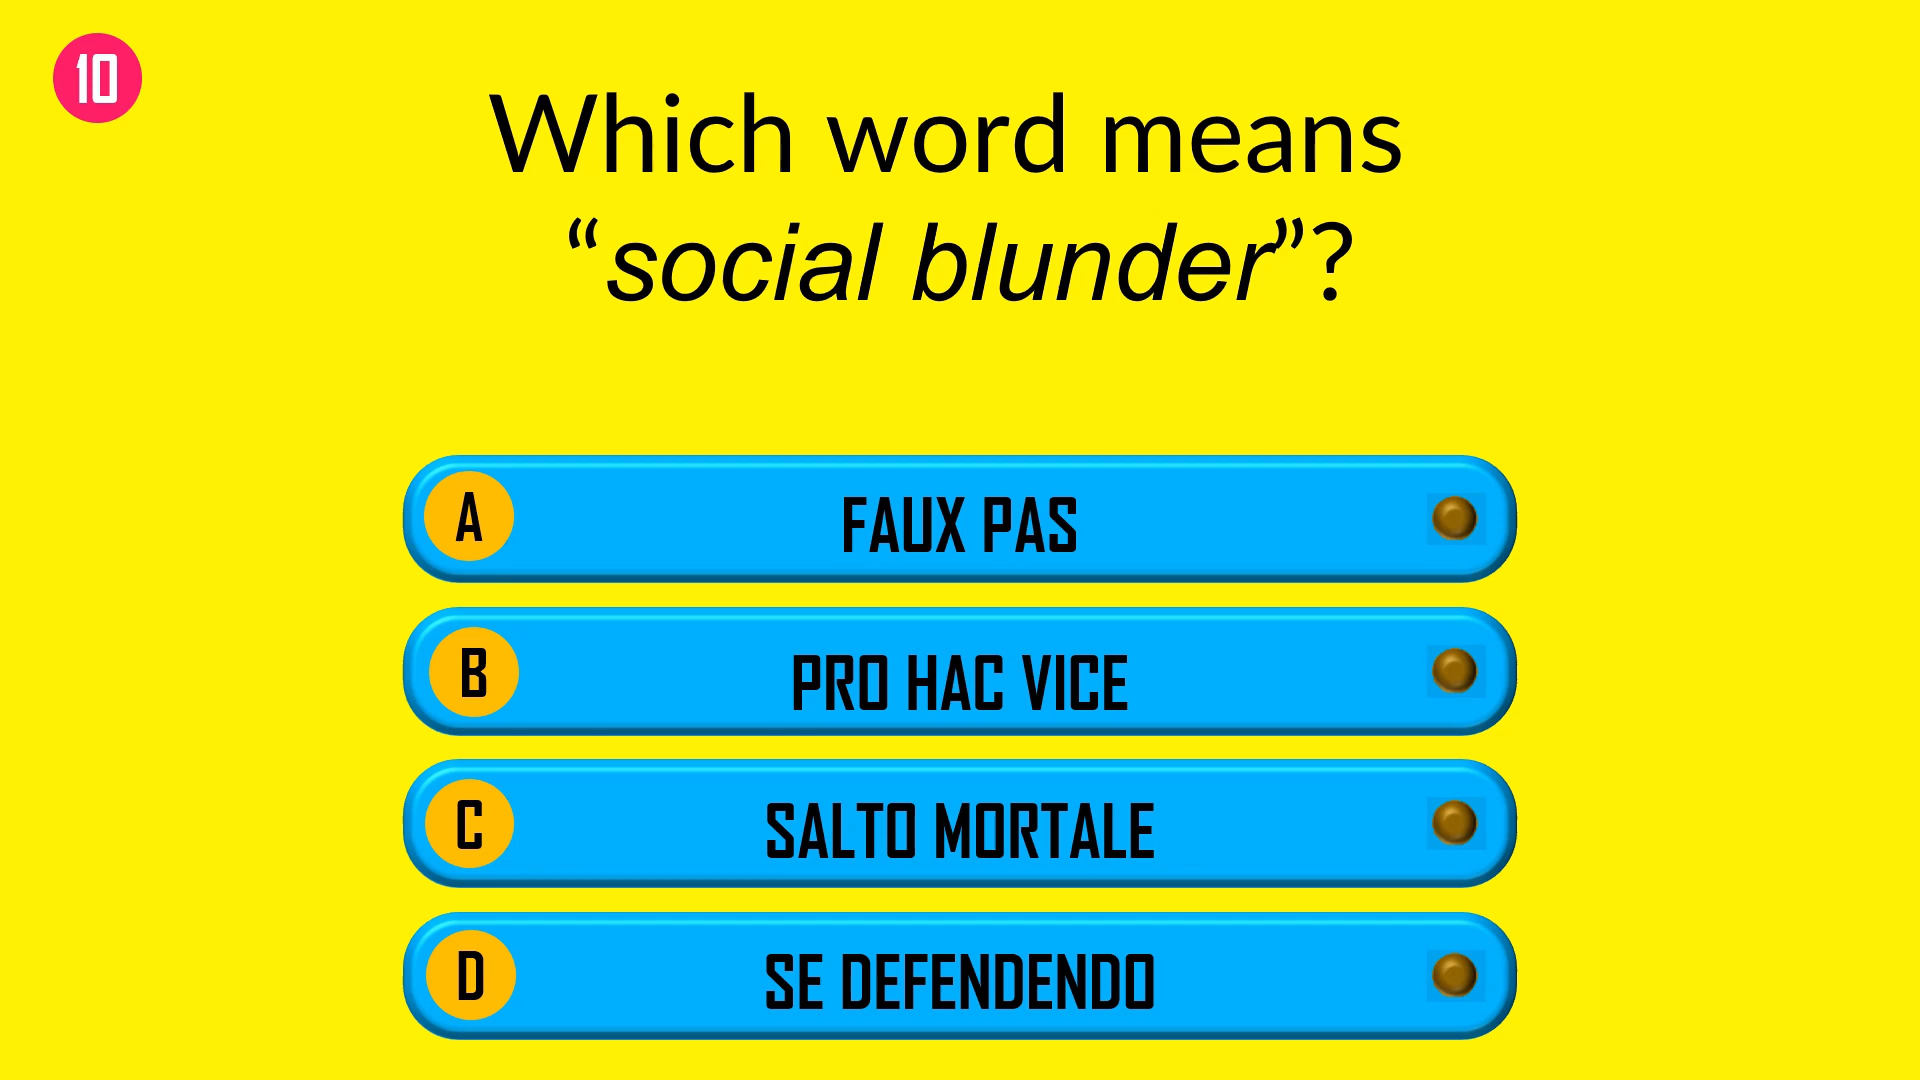 10
Which word means
“social blunder”?
A FAUX PAS
B PRO HAC VICE
C SALTO MORTALE
D SE DEFENDENDO